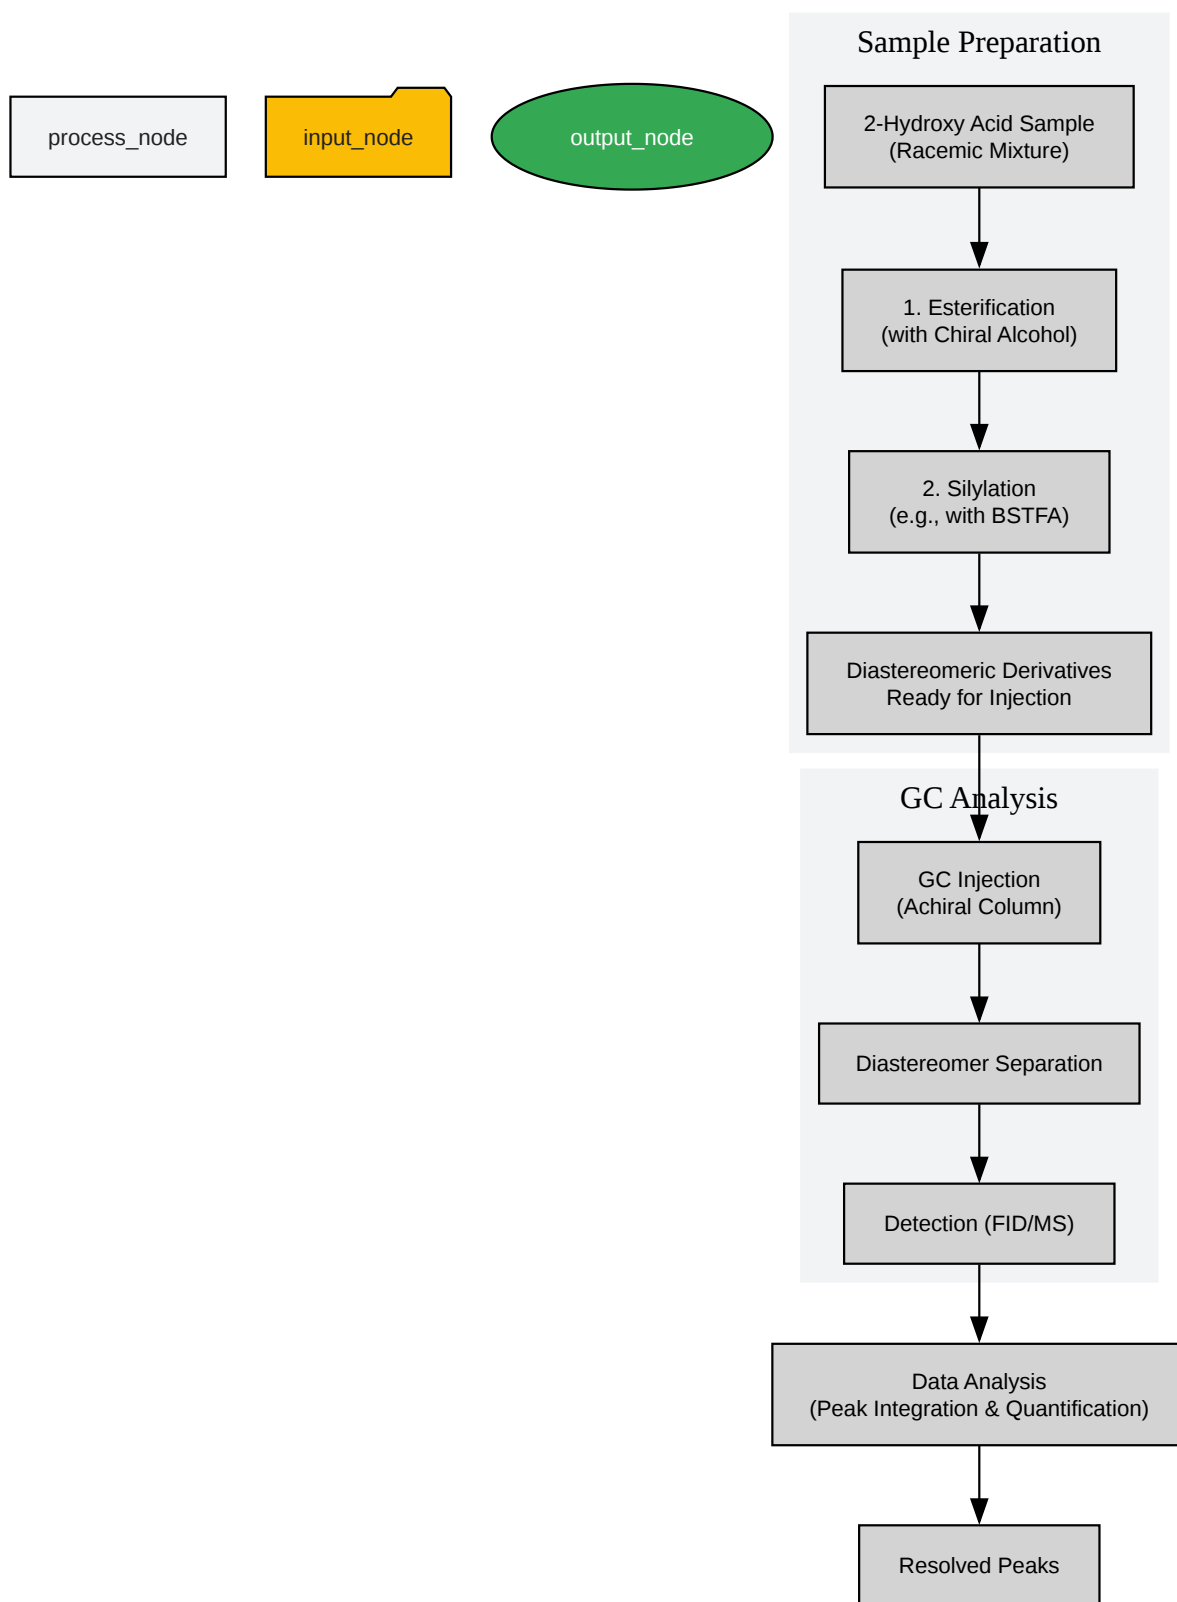 process_node
input_node
output_node
Sample Preparation
2-Hydroxy Acid Sample
(Racemic Mixture)
1. Esterification
(with Chiral Alcohol)
2. Silylation
(e.g., with BSTFA)
Diastereomeric Derivatives
Ready for Injection
GC Analysis
GC Injection
(Achiral Column)
Diastereomer Separation
Detection (FID/MS)
Data Analysis
(Peak Integration & Quantification)
Resolved Peaks